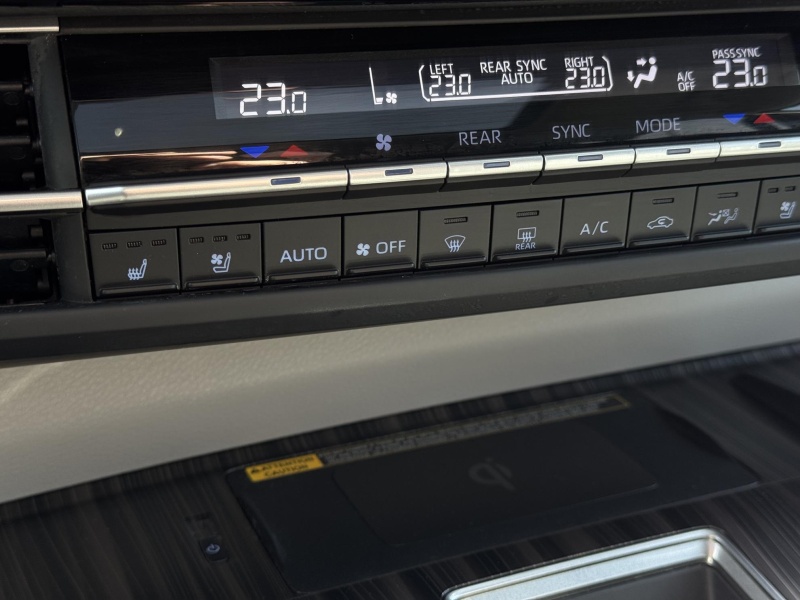 23.0
LEFT
23.0
REAR SYNC
AUTO
RIGHT
23.0
A/C
OFF
PASS SYNC
23.0
REAR
SYNC
MODE
AUTO
OFF
REAR
A/C
ATTENTION
CAUTION